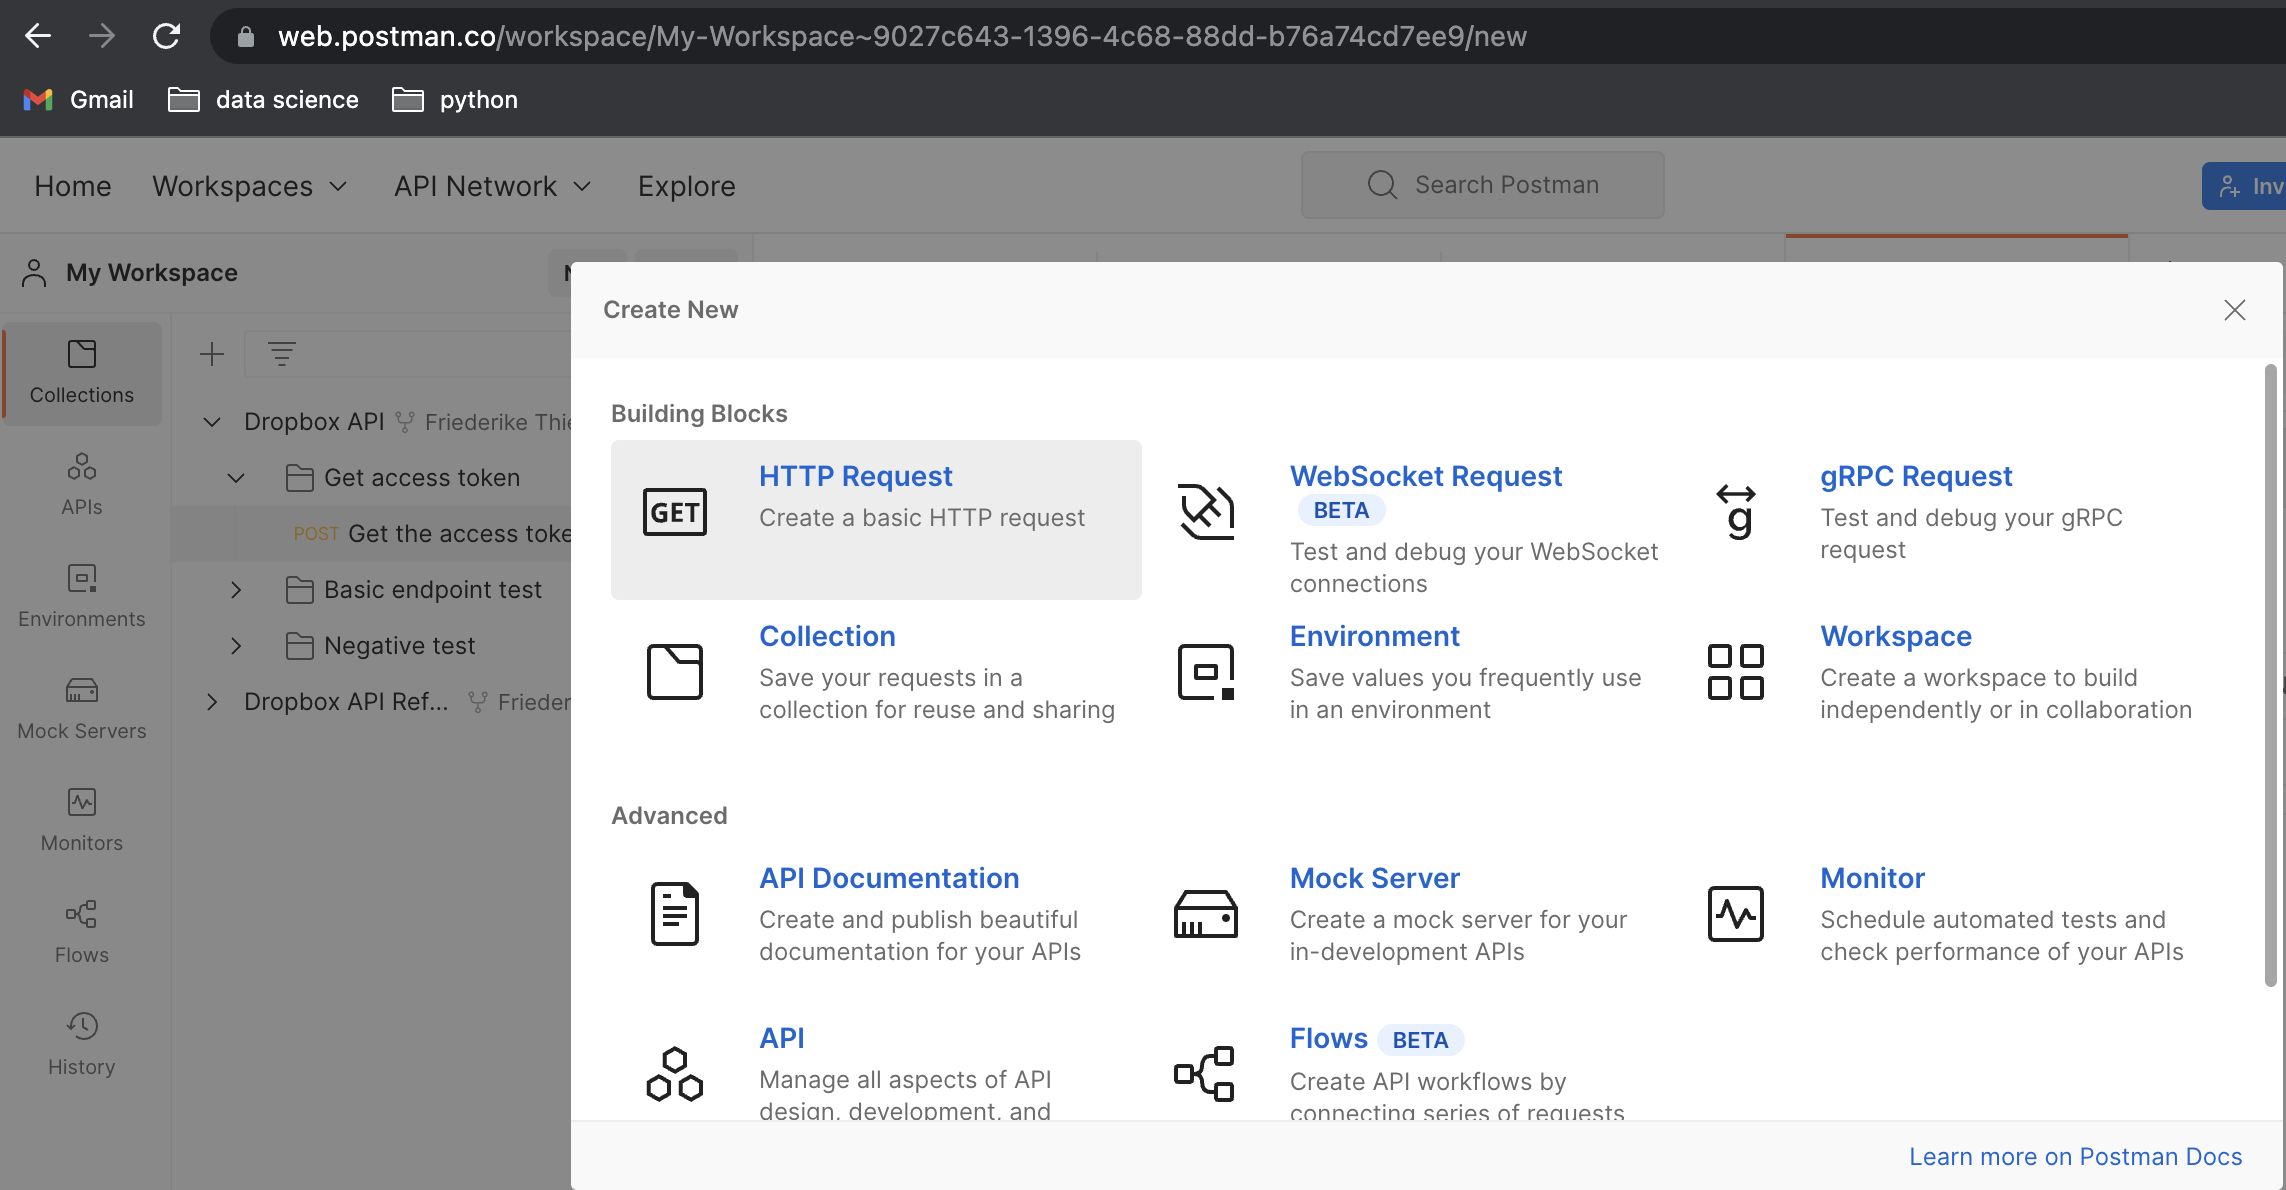 web.postman.co/workspace/My-Workspace~9027c643-1396-4c68-88dd-b76a74cd7ee9/new
Gmail data science python
Home Workspaces API Network Explore Search Postman
My Workspace
Create New
Collections
Building Blocks
Dropbox API Friederike
HTTP Request WebSocket Request gRPC Request
Get access token
APIs
GET
Create a basic HTTP request BETA Test and debug your gRPC
POST Get the access
Test and debug your WebSocket request
connections
Basic endpoint test
Environments
Collection Environment Workspace
Negative test
Save your requests in a Save values you frequently use Create a workspace to build
Dropbox API Ref...
collection for reuse and sharing in an environment independently or in collaboration
Mock Servers
Advanced
Monitors
API Documentation Mock Server Monitor
Create and publish beautiful Create a mock server for your Schedule automated tests and
Flows
documentation for your APIs in-development APIs check performance of your APIs
API Flows BETA
History
Manage all aspects of API Create API workflows by
design, development, and connecting series of requests
Learn more on Postman Docs